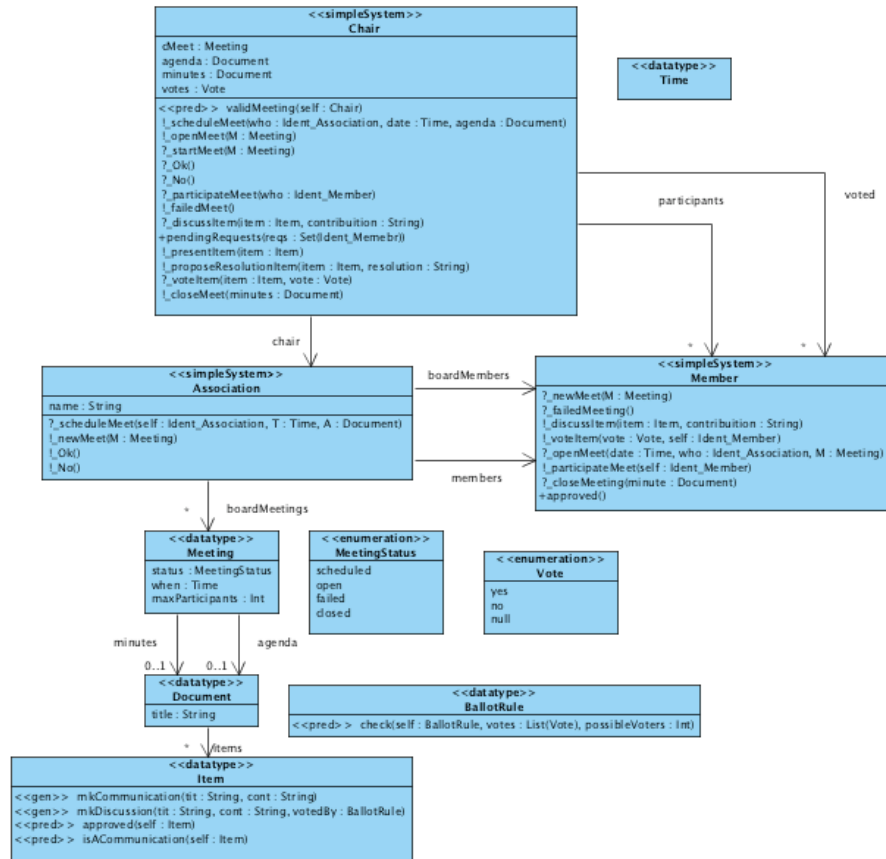 <<simpleSystem>>
Chair
cMeet : Meeting
agenda : Document
minutes : Document
votes : Vote
<<pred>> validMeeting(self : Chair)
!_scheduleMeet(who : Ident_Association, date : Time, agenda : Document)
!_openMeet(M : Meeting)
?_startMeet(M : Meeting)
?_Ok()
?_No()
?_participateMeet(who : Ident_Member)
!_failedMeet()
?_discussItem(item : Item, contribuition : String)
+pendingRequests(reqs : Set(Ident_Memebr))
!_presentItem(item : Item)
!_proposeResolutionItem(item : Item, resolution : String)
?_voteItem(item : Item, vote : Vote)
!_closeMeet(minutes : Document)
<<datatype>>
Time
participants
voted
*
*
chair
<<simpleSystem>>
Association
name : String
?_scheduleMeet(self : Ident_Association, T : Time, A : Document)
!_newMeet(M : Meeting)
!_Ok()
!_No()
boardMembers
members
<<simpleSystem>>
Member
?_newMeet(M : Meeting)
?_failedMeeting()
!_discussItem(item : Item, contribuition : String)
!_voteItem(vote : Vote, self : Ident_Member)
?_openMeet(date : Time, who : Ident_Association, M : Meeting)
!_participateMeet(self : Ident_Member)
?_closeMeeting(minute : Document)
+approved()
*
boardMeetings
<<datatype>>
Meeting
status : MeetingStatus
when : Time
maxParticipants : Int
<<enumeration>>
MeetingStatus
scheduled
open
failed
closed
<<enumeration>>
Vote
yes
no
null
minutes
agenda
0..1
0..1
<<datatype>>
Document
title : String
<<datatype>>
BallotRule
<<pred>> check(self : BallotRule, votes : List(Vote), possibleVoters : Int)
*
/items
<<datatype>>
Item
<<gen>> mkCommunication(tit : String, cont : String)
<<gen>> mkDiscussion(tit : String, cont : String, votedBy : BallotRule)
<<pred>> approved(self : Item)
<<pred>> isACommunication(self : Item)